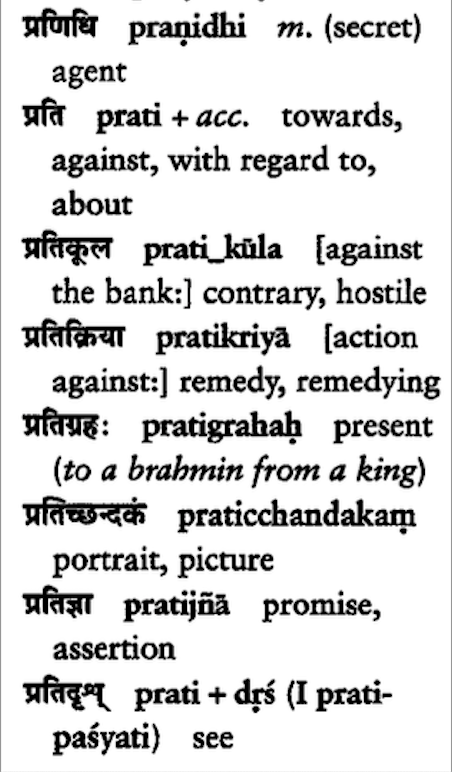 प्रणिधि praṇidhi m. (secret)
agent
प्रति prati + acc. towards,
against, with regard to,
about
प्रतिकूल prati_kūla [against
the bank:] contrary, hostile
प्रतिक्रिया pratikriyā [action
against:] remedy, remedying
प्रतिग्रहः pratigrahaḥ present
(to a brahmin from a king)
प्रतिच्छन्दकं praticchandakaṃ
portrait, picture
प्रतिज्ञा pratijñā promise,
assertion
प्रतिदृश् prati + dṛś (I prati-
paśyati) see